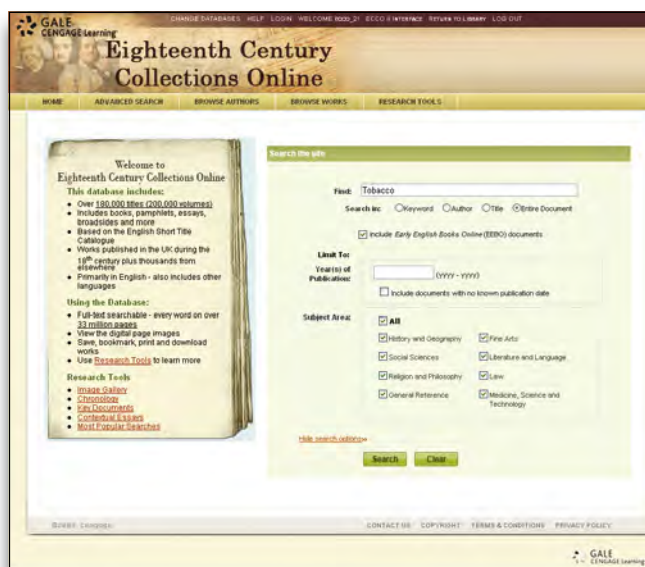 GALE
CENGAGE Learning
CHANGE DATABASES HELP LOGIN WELCOME ECCO_21 ECCO II INTERFACE RETURN TO LIBRARY LOG OUT
Eighteenth Century
Collections Online
HOME ADVANCED SEARCH BROWSE AUTHORS BROWSE WORKS RESEARCH TOOLS
Welcome to
Eighteenth Century Collections Online
This database includes:
• Over 180,000 titles (200,000 volumes)
• Includes books, pamphlets, essays,
broadsides and more
• Based on the English Short Title
Catalogue
• Works published in the UK during the
18th century plus thousands from
elsewhere
• Primarily in English - also includes other
languages
Using the Database:
• Full-text searchable - every word on over
33 million pages
• View the digital page images
• Save, bookmark, print and download
works
• Use Research Tools to learn more
Research Tools
• Image Gallery
• Chronology
• Key Documents
• Contextual Essays
• Most Popular Searches
Search the site
Find: Tobacco
Search in: Keyword Author Title Entire Document
Include Early English Books Online (EEBO) documents
Limit To:
Year(s) of
Publication: (yyyy - yyyy)
Include documents with no known publication date
Subject Area: All
History and Geography Fine Arts
Social Sciences Literature and Language
Religion and Philosophy Law
General Reference Medicine, Science and
Technology
Hide search options»
Search Clear
Cengage
CONTACT US COPYRIGHT TERMS & CONDITIONS PRIVACY POLICY
GALE
CENGAGE Learning